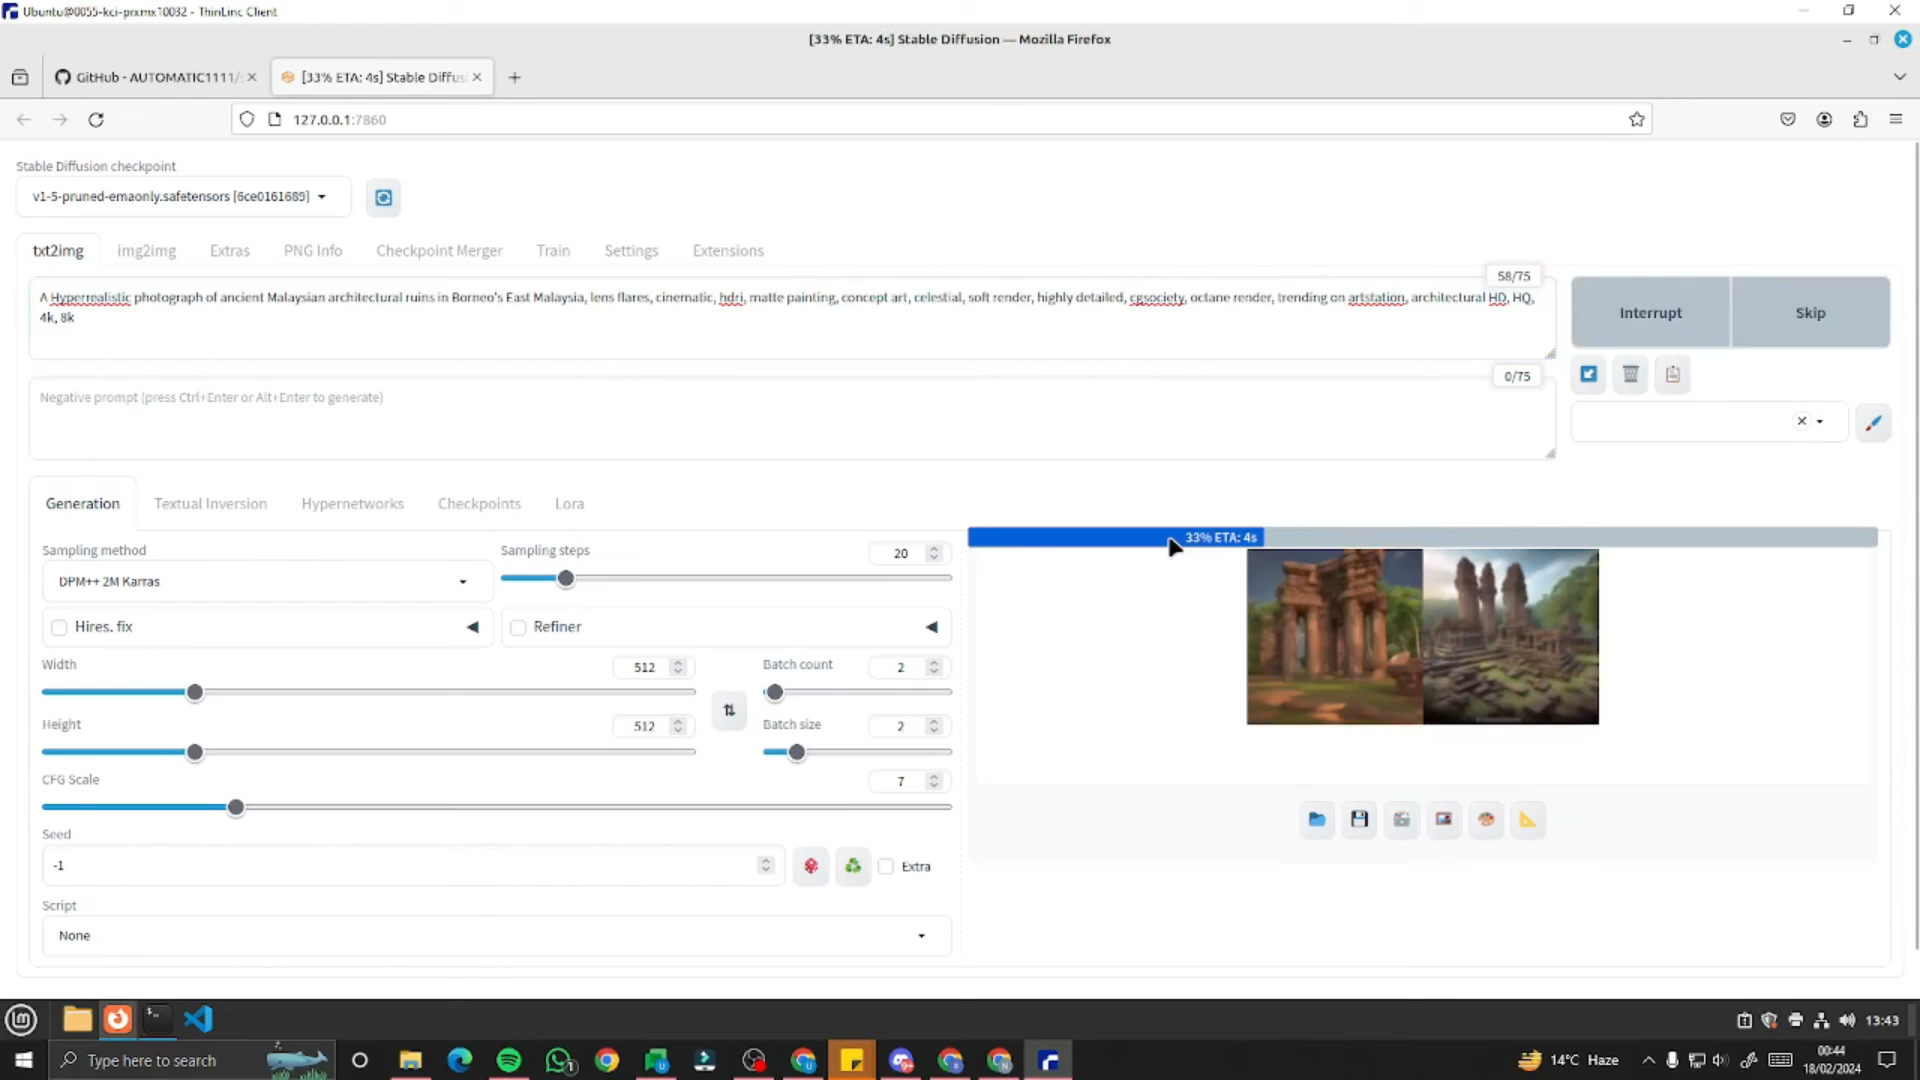 Ubuntu@0055-kci-prxmx10032 - ThinLinc Client
[33% ETA: 4s] Stable Diffusion — Mozilla Firefox
GitHub - AUTOMATIC1111/
[33% ETA: 4s] Stable Diffus
127.0.0.1:7860
Stable Diffusion checkpoint
v1-5-pruned-emaonly.safetensors [6ce0161689]
txt2img img2img Extras PNG Info Checkpoint Merger Train Settings Extensions
58/75
A Hyperrealistic photograph of ancient Malaysian architectural ruins in Borneo's East Malaysia, lens flares, cinematic, hdri, matte painting, concept art, celestial, soft render, highly detailed, cgsociety, octane render, trending on artstation, architectural HD, HQ,
4k, 8k
Interrupt Skip
0/75
Negative prompt (press Ctrl+Enter or Alt+Enter to generate)
Generation Textual Inversion Hypernetworks Checkpoints Lora
33% ETA: 4s
Sampling method
DPM++ 2M Karras
Sampling steps 20
Hires. fix
Refiner
Width 512
Batch count 2
Height 512
Batch size 2
CFG Scale 7
Seed
-1
Extra
Script
None
13:43
Type here to search
14°C Haze
00:44
18/02/2024